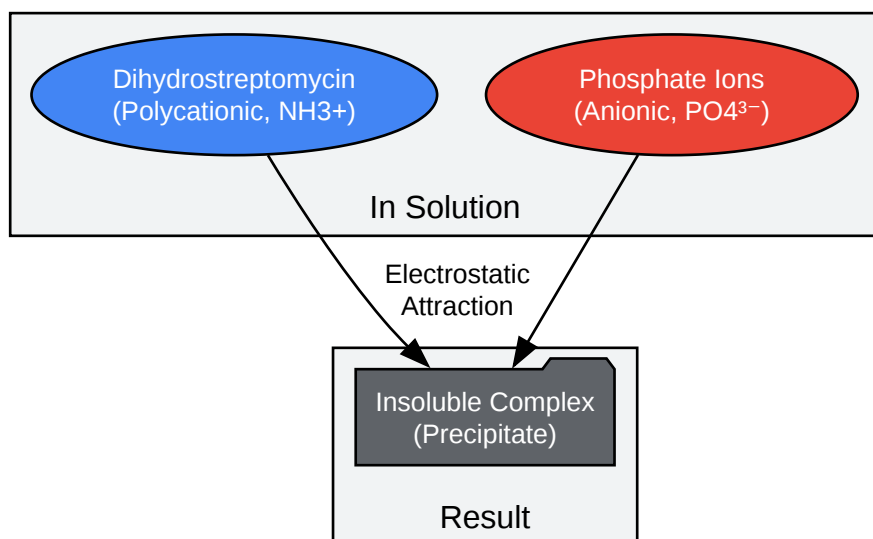 Dihydrostreptomycin
(Polycationic, NH3+)
Phosphate Ions
(Anionic, PO4³⁻)
In Solution
Electrostatic
Attraction
Insoluble Complex
(Precipitate)
Result